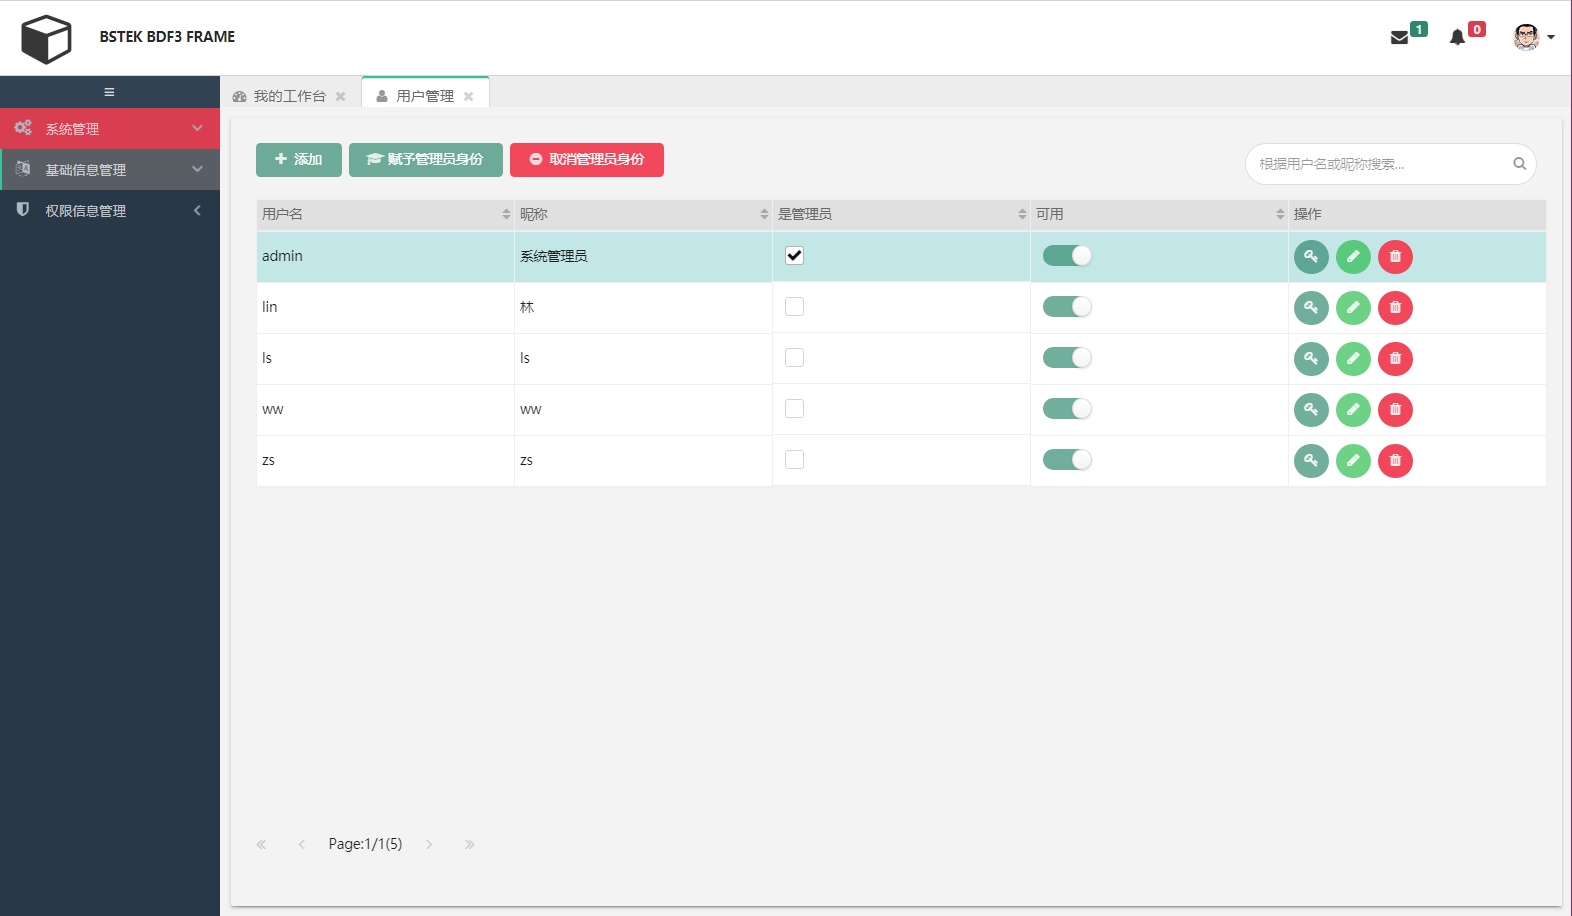 BSTEK BDF3 FRAME
1
0
我的工作台
用户管理
系统管理
基础信息管理
权限信息管理
添加
赋予管理员身份
取消管理员身份
根据用户名或昵称搜索...
用户名 昵称 是管理员 可用 操作
admin 系统管理员
lin 林
ls ls
ww ww
zs zs
Page:1/1(5)